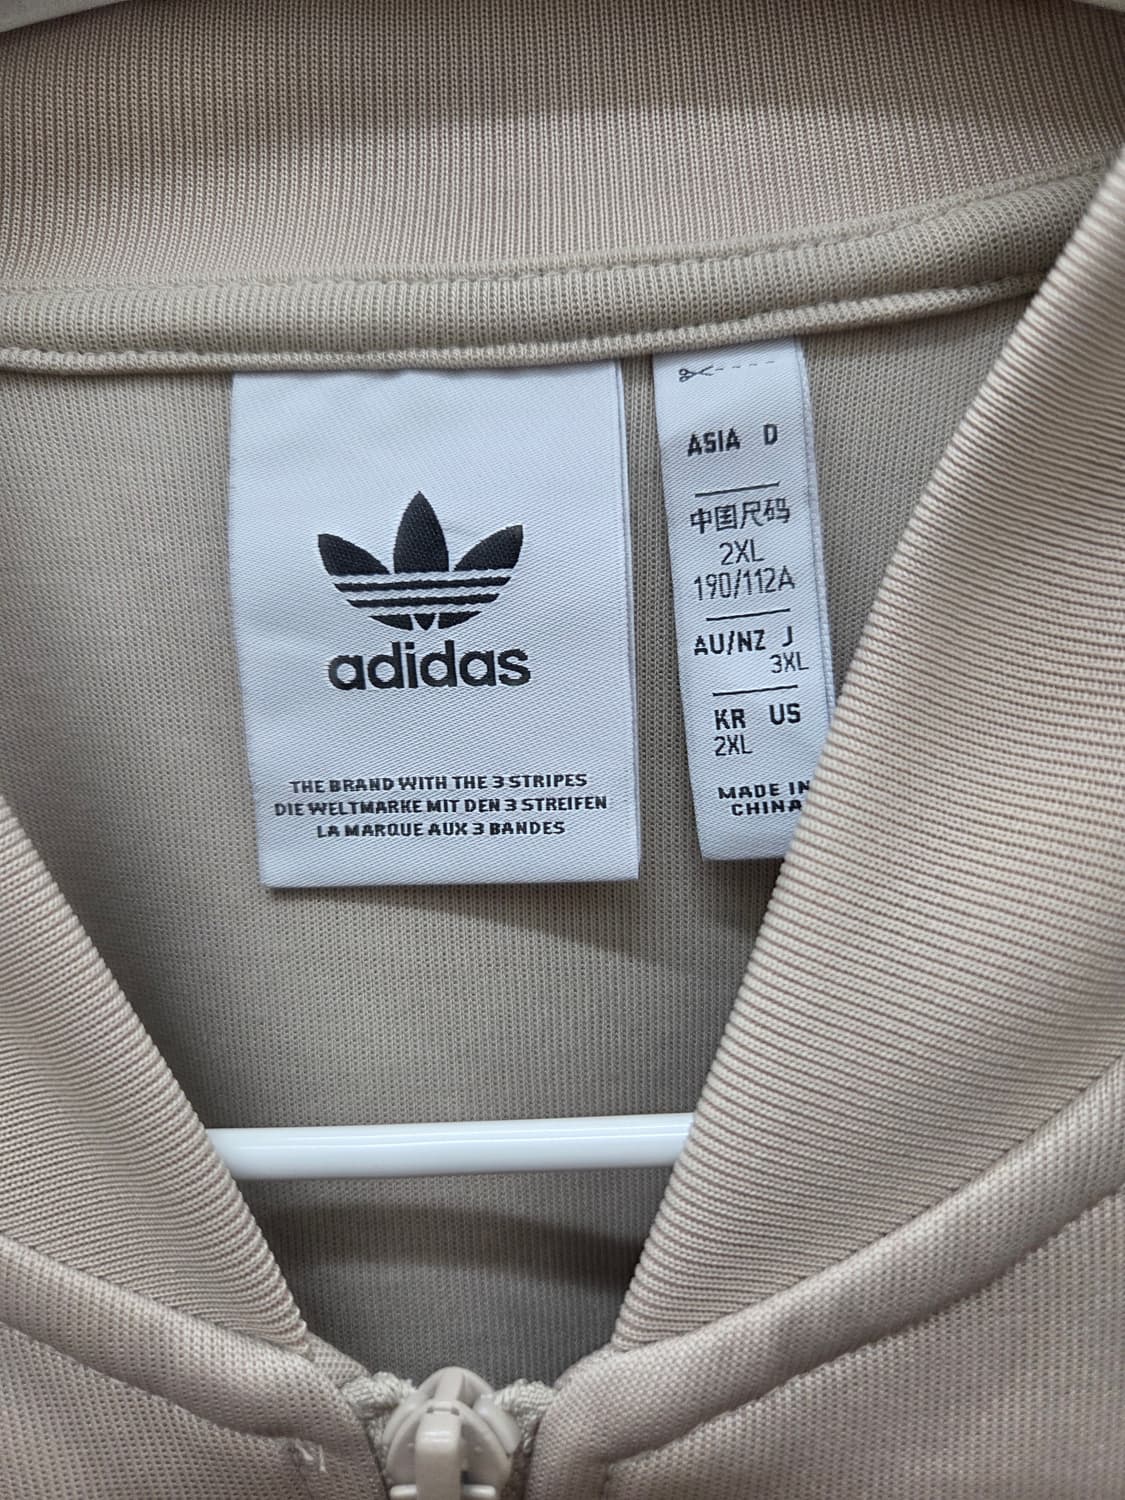 adidas
THE BRAND WITH THE 3 STRIPES
DIE WELTMARKE MIT DEN 3 STREIFEN
LA MARQUE AUX 3 BANDES
ASIA D
中国尺码
2XL
190/112A
AU/NZ J
3XL
KR US
2XL
MADE IN
CHINA